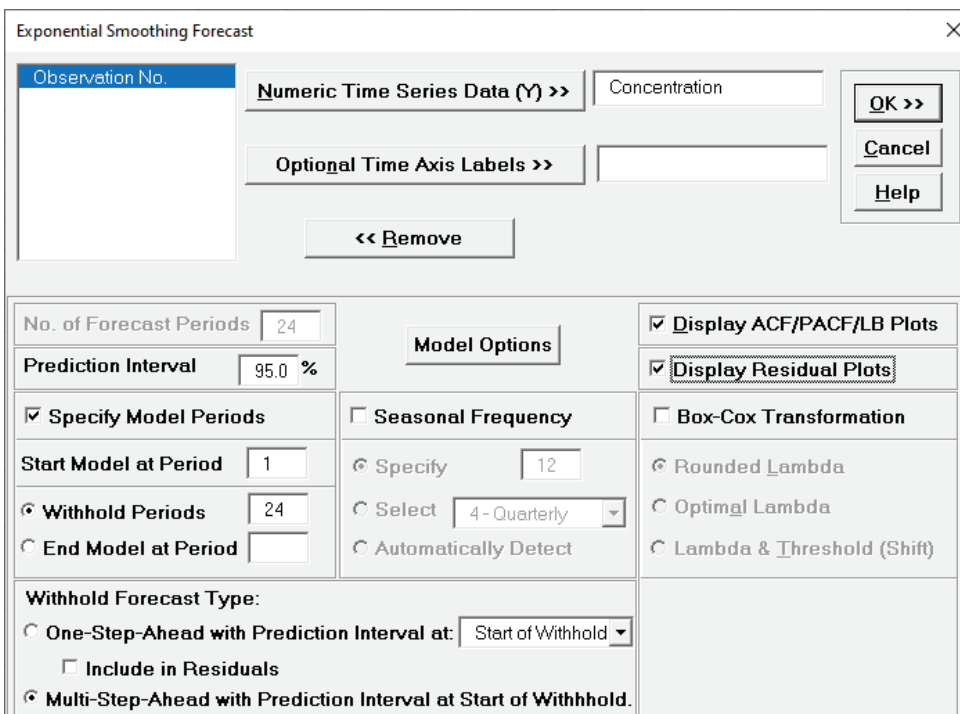 Exponential Smoothing Forecast
Observation No.
Numeric Time Series Data (Y) >>
Concentration
OK >>
Optional Time Axis Labels >>
Cancel
Help
<< Remove
No. of Forecast Periods 24
Model Options
Display ACF/PACF/LB Plots
Prediction Interval 95.0 %
Display Residual Plots
Specify Model Periods
Seasonal Frequency
Box-Cox Transformation
Start Model at Period 1
Specify 12
Rounded Lambda
Withhold Periods 24
Select 4 - Quarterly
Optimal Lambda
End Model at Period
Automatically Detect
Lambda & Threshold (Shift)
Withhold Forecast Type:
One-Step-Ahead with Prediction Interval at: Start of Withhold
Include in Residuals
Multi-Step-Ahead with Prediction Interval at Start of Withhhold.